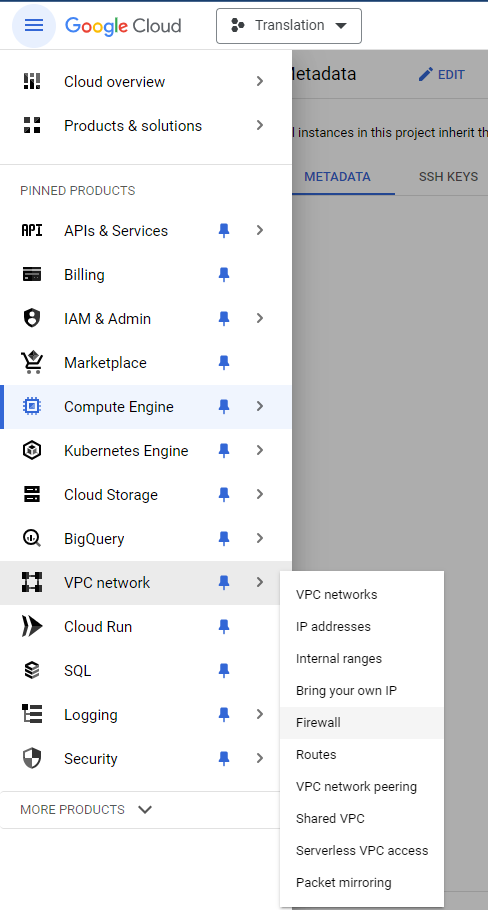 Google Cloud
Translation
Metadata
EDIT
Cloud overview
Products & solutions
l instances in this project inherit th
METADATA
SSH KEYS
PINNED PRODUCTS
API
APIs & Services
Billing
IAM & Admin
Marketplace
Compute Engine
Kubernetes Engine
Cloud Storage
BigQuery
VPC network
Cloud Run
SQL
Logging
Security
MORE PRODUCTS
VPC networks
IP addresses
Internal ranges
Bring your own IP
Firewall
Routes
VPC network peering
Shared VPC
Serverless VPC access
Packet mirroring